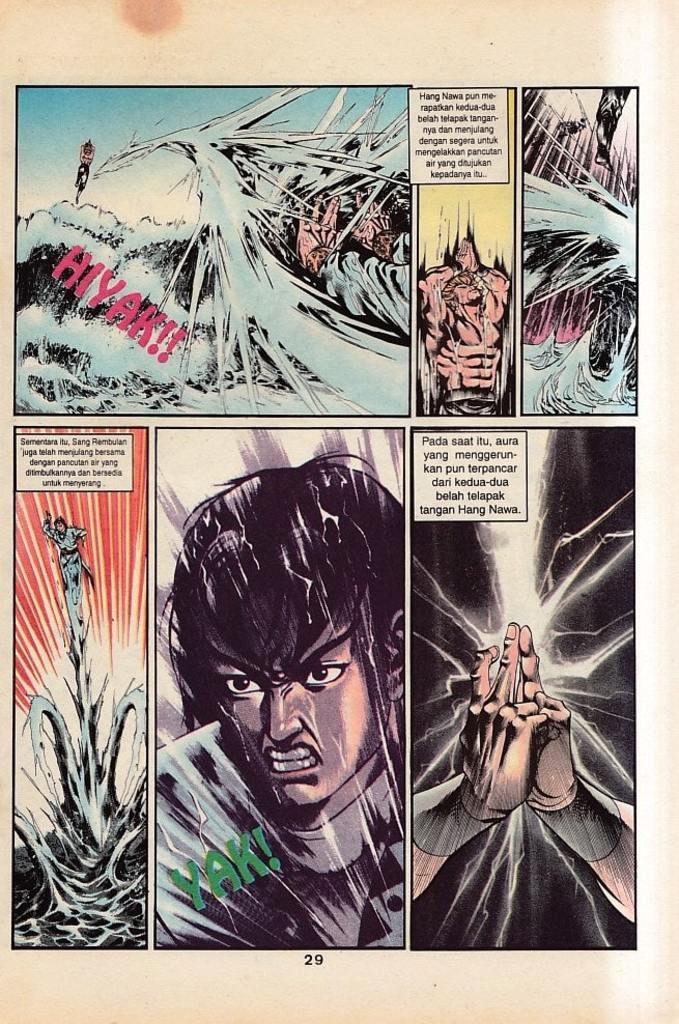 HIYAK!!
Hang Nawa pun me-
rapatkan kedua-dua
belah telapak tangan-
nya dan menjulang
dengan segera untuk
mengelakkan pancutan
air yang ditujukan
kepadanya itu..
Sementara itu, Sang Rembulan
'juga telah menjulang bersama
dengan pancutan air yang
ditimbulkannya dan bersedia
untuk menyerang .
YAK!
Pada saat itu, aura
yang menggerun-
kan pun terpancar
dari kedua-dua
belah telapak
tangan Hang Nawa.
29